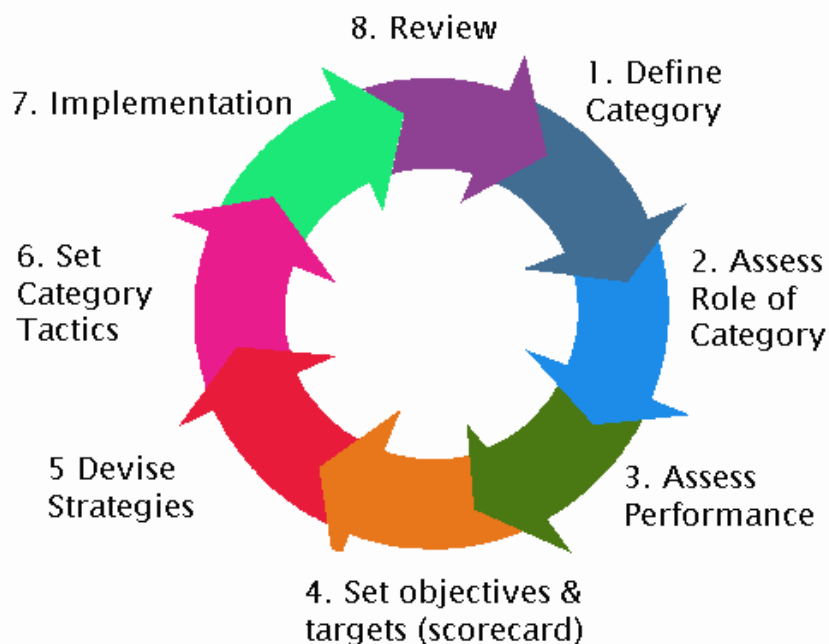 8. Review
1. Define
Category
2. Assess
Role of
Category
3. Assess
Performance
4. Set objectives &
targets (scorecard)
5 Devise
Strategies
6. Set
Category
Tactics
7. Implementation